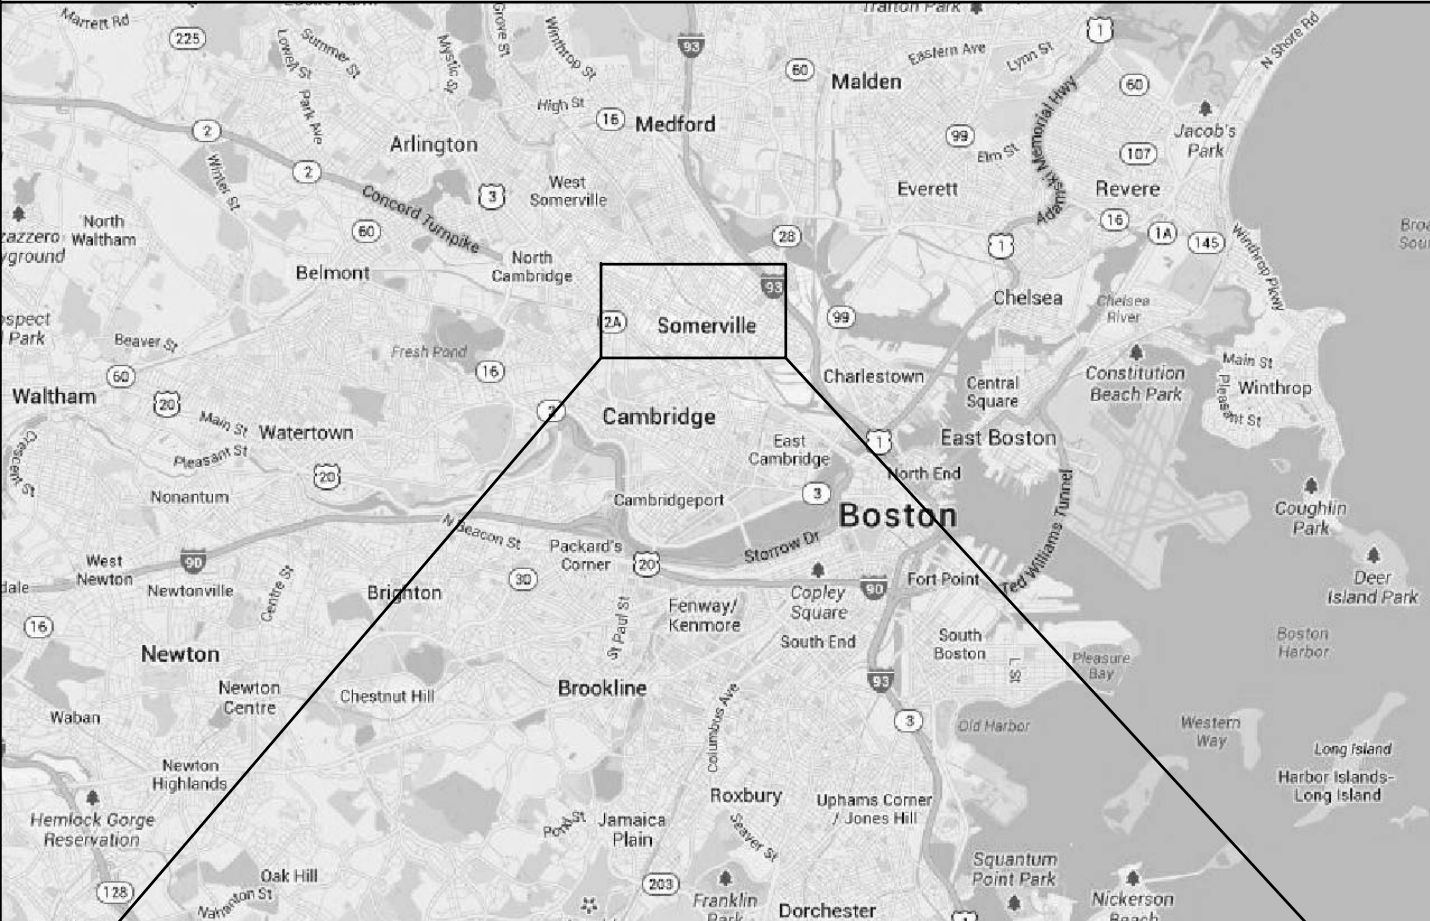 Trafton Park
Marrett Rd
225
Lowell St
Summer St
Mystic St
Grove St
Winthrop St
93
60
Malden
Eastern Ave
Lynn St
1
60
N Shore Rd
2
Park Ave
High St
16
Medford
Arlington
99
Elm St
Adamski Memorial Hwy
107
Jacob's
Park
Winter St
2
Concord Turnpike
3
West
Somerville
Everett
Revere
16
1A
145
Winthrop Pkwy
North
Waltham
zazzero
yground
60
Belmont
North
Cambridge
28
1
Broa
Sour
93
2A
Somerville
99
Chelsea
Chelsea
River
ospect
Park
Beaver St
Fresh Pond
16
60
Waltham
20
Charlestown
Central
Square
Constitution
Beach Park
Main St
Pleasant St
Winthrop
Main St
Watertown
Pleasant St
Crescent St
2
Cambridge
East
Cambridge
1
East Boston
North End
20
Nonantum
Cambridgeport
3
Boston
Ted Williams Tunnel
Coughlin
Park
N Beacon St
Packard's
Corner
20
Storrow Dr
West
Newton
90
dale
Newtonville
Centre St
Brighton
30
St Paul St
Fenway/
Kenmore
Copley
Square
90
Fort Point
Deer
Island Park
16
Newton
South End
South
Boston
L St
Pleasure
Bay
Boston
Harbor
Newton
Centre
Chestnut Hill
Brookline
93
Columbus Ave
3
Old Harbor
Waban
Western
Way
Long Island
Newton
Highlands
Harbor Islands-
Long Island
Hemlock Gorge
Reservation
Roxbury
Uphams Corner
/ Jones Hill
Pond St
Jamaica
Plain
Seaver St
128
Oak Hill
Nahanton St
203
Franklin
Park
Dorchester
Squantum
Point Park
Nickerson
Beach